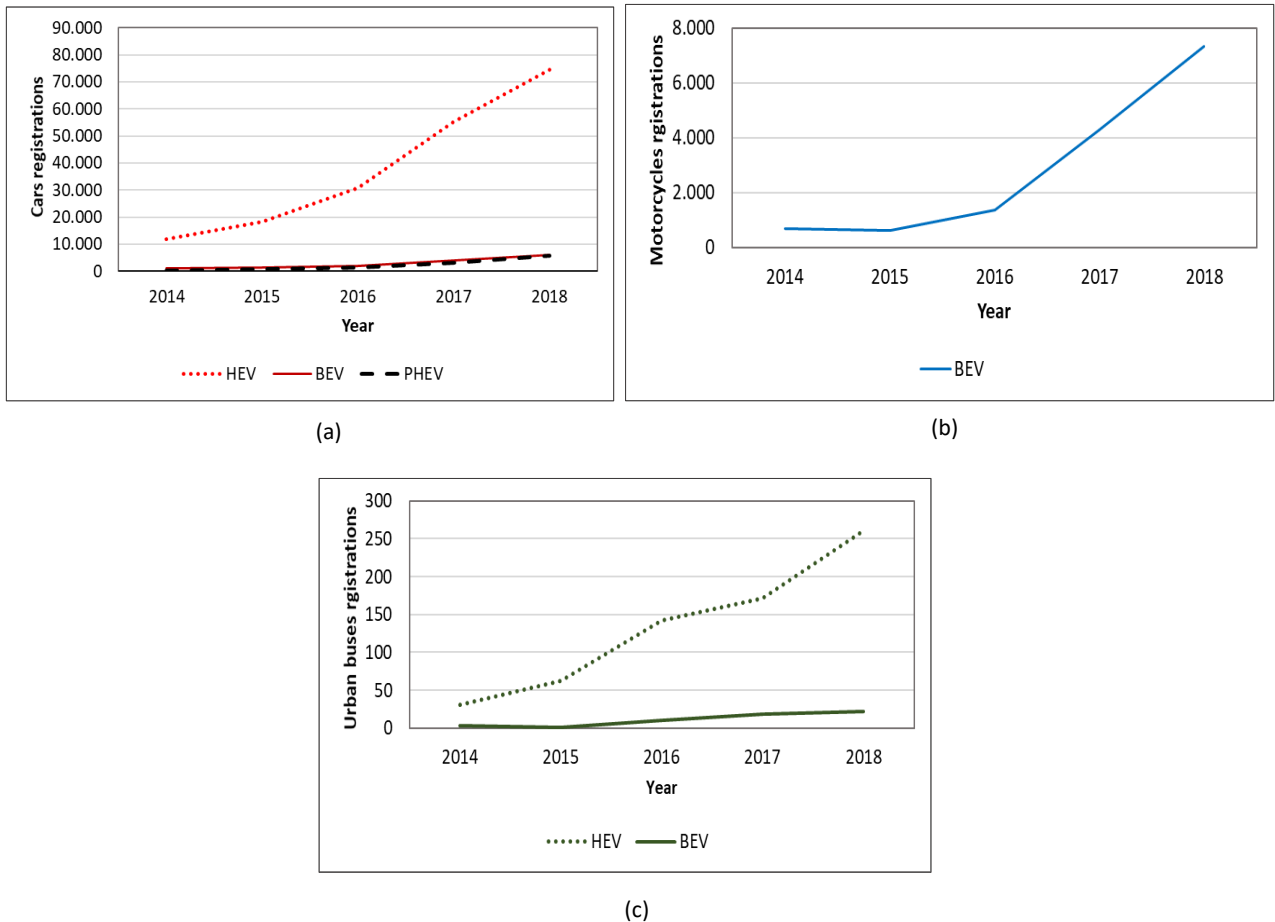 90.000
80.000
70.000
60.000
50.000
40.000
30.000
20.000
10.000
0
Cars registrations
2014 2015 2016 2017 2018
Year
HEV BEV PHEV
(a)
8.000
6.000
4.000
2.000
0
Motorcycles rgistrations
2014 2015 2016 2017 2018
Year
BEV
(b)
300
250
200
150
100
50
0
Urban buses rgistrations
2014 2015 2016 2017 2018
Year
HEV BEV
(c)